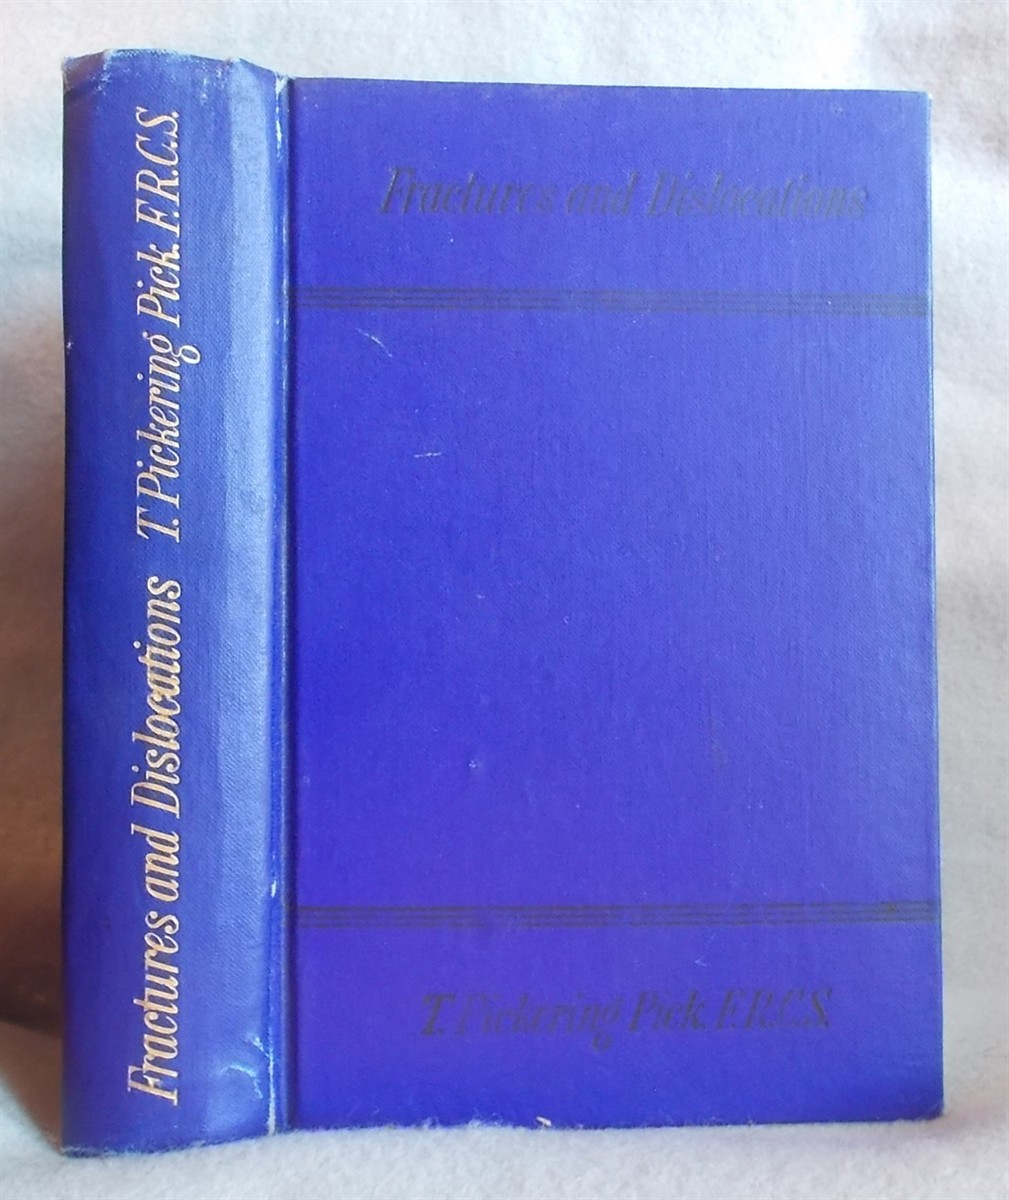 Fractures and Dislocations T. Pickering Pick. F.R.C.S.
Fractures and Dislocations
T. Pickering Pick. F.R.C.S.